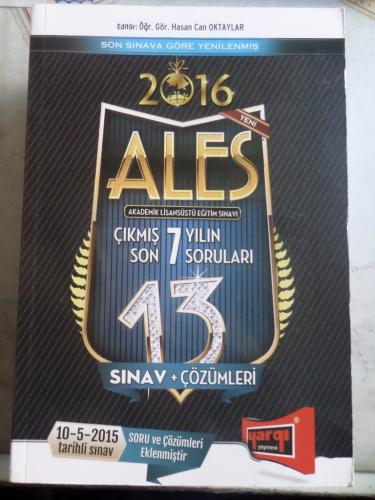 Editör: Öğr. Gör. Hasan Can OKTAYLAR
SON SINAVA GÖRE YENİLENMİŞ
2016
YENİ
ALES
AKADEMİK LİSANSÜSTÜ EĞİTİM SINAVI
ÇIKMIŞ 7 YILIN
SON SORULARI
13
SINAV + ÇÖZÜMLERİ
10-5-2015
tarihli sınav
SORU ve Çözümleri
Eklenmiştir
yargı
yayınevi